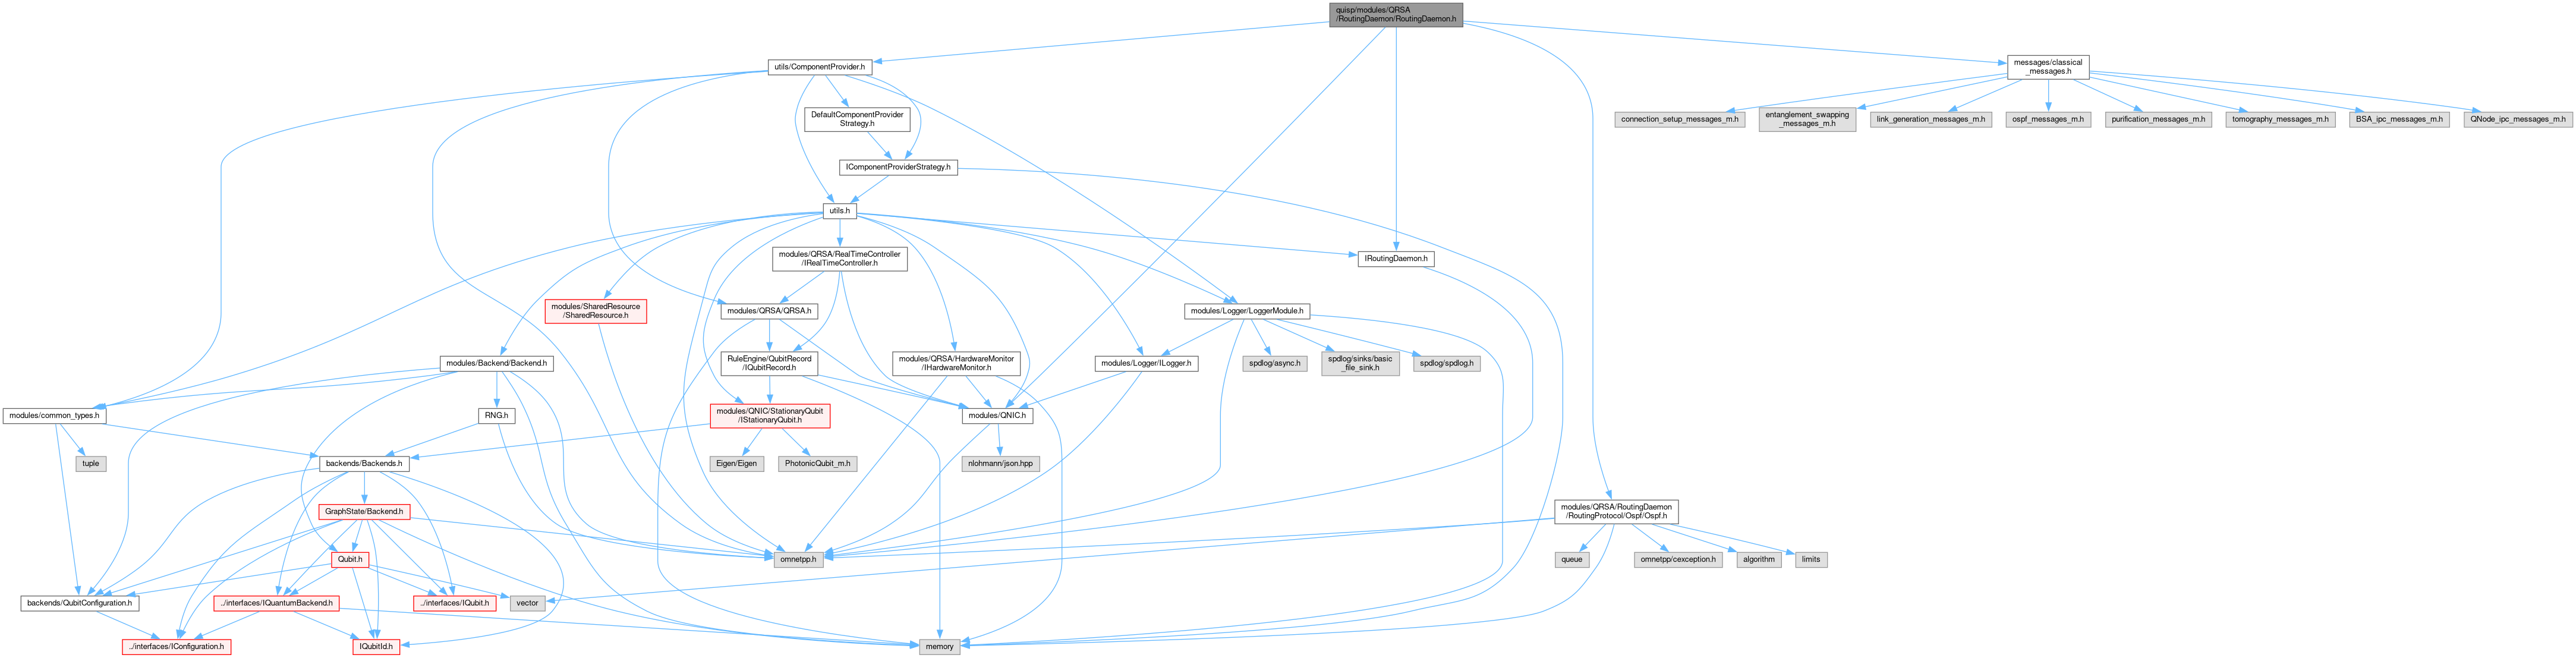 quisp/modules/QRSA
/RoutingDaemon/RoutingDaemon.h
utils/ComponentProvider.h
messages/classical
_messages.h
DefaultComponentProvider
Strategy.h
connection_setup_messages_m.h
entanglement_swapping
_messages_m.h
link_generation_messages_m.h
ospf_messages_m.h
purification_messages_m.h
tomography_messages_m.h
BSA_ipc_messages_m.h
QNode_ipc_messages_m.h
IComponentProviderStrategy.h
utils.h
modules/QRSA/RealTimeController
/IRealTimeController.h
IRoutingDaemon.h
modules/SharedResource
/SharedResource.h
modules/QRSA/QRSA.h
modules/Logger/LoggerModule.h
modules/Backend/Backend.h
RuleEngine/QubitRecord
/IQubitRecord.h
modules/QRSA/HardwareMonitor
/IHardwareMonitor.h
modules/Logger/ILogger.h
spdlog/async.h
spdlog/sinks/basic
_file_sink.h
spdlog/spdlog.h
modules/common_types.h
RNG.h
modules/QNIC/StationaryQubit
/IStationaryQubit.h
modules/QNIC.h
tuple
backends/Backends.h
Eigen/Eigen
PhotonicQubit_m.h
nlohmann/json.hpp
GraphState/Backend.h
modules/QRSA/RoutingDaemon
/RoutingProtocol/Ospf/Ospf.h
Qubit.h
omnetpp.h
queue
omnetpp/cexception.h
algorithm
limits
backends/QubitConfiguration.h
../interfaces/IQuantumBackend.h
../interfaces/IQubit.h
vector
../interfaces/IConfiguration.h
IQubitId.h
memory